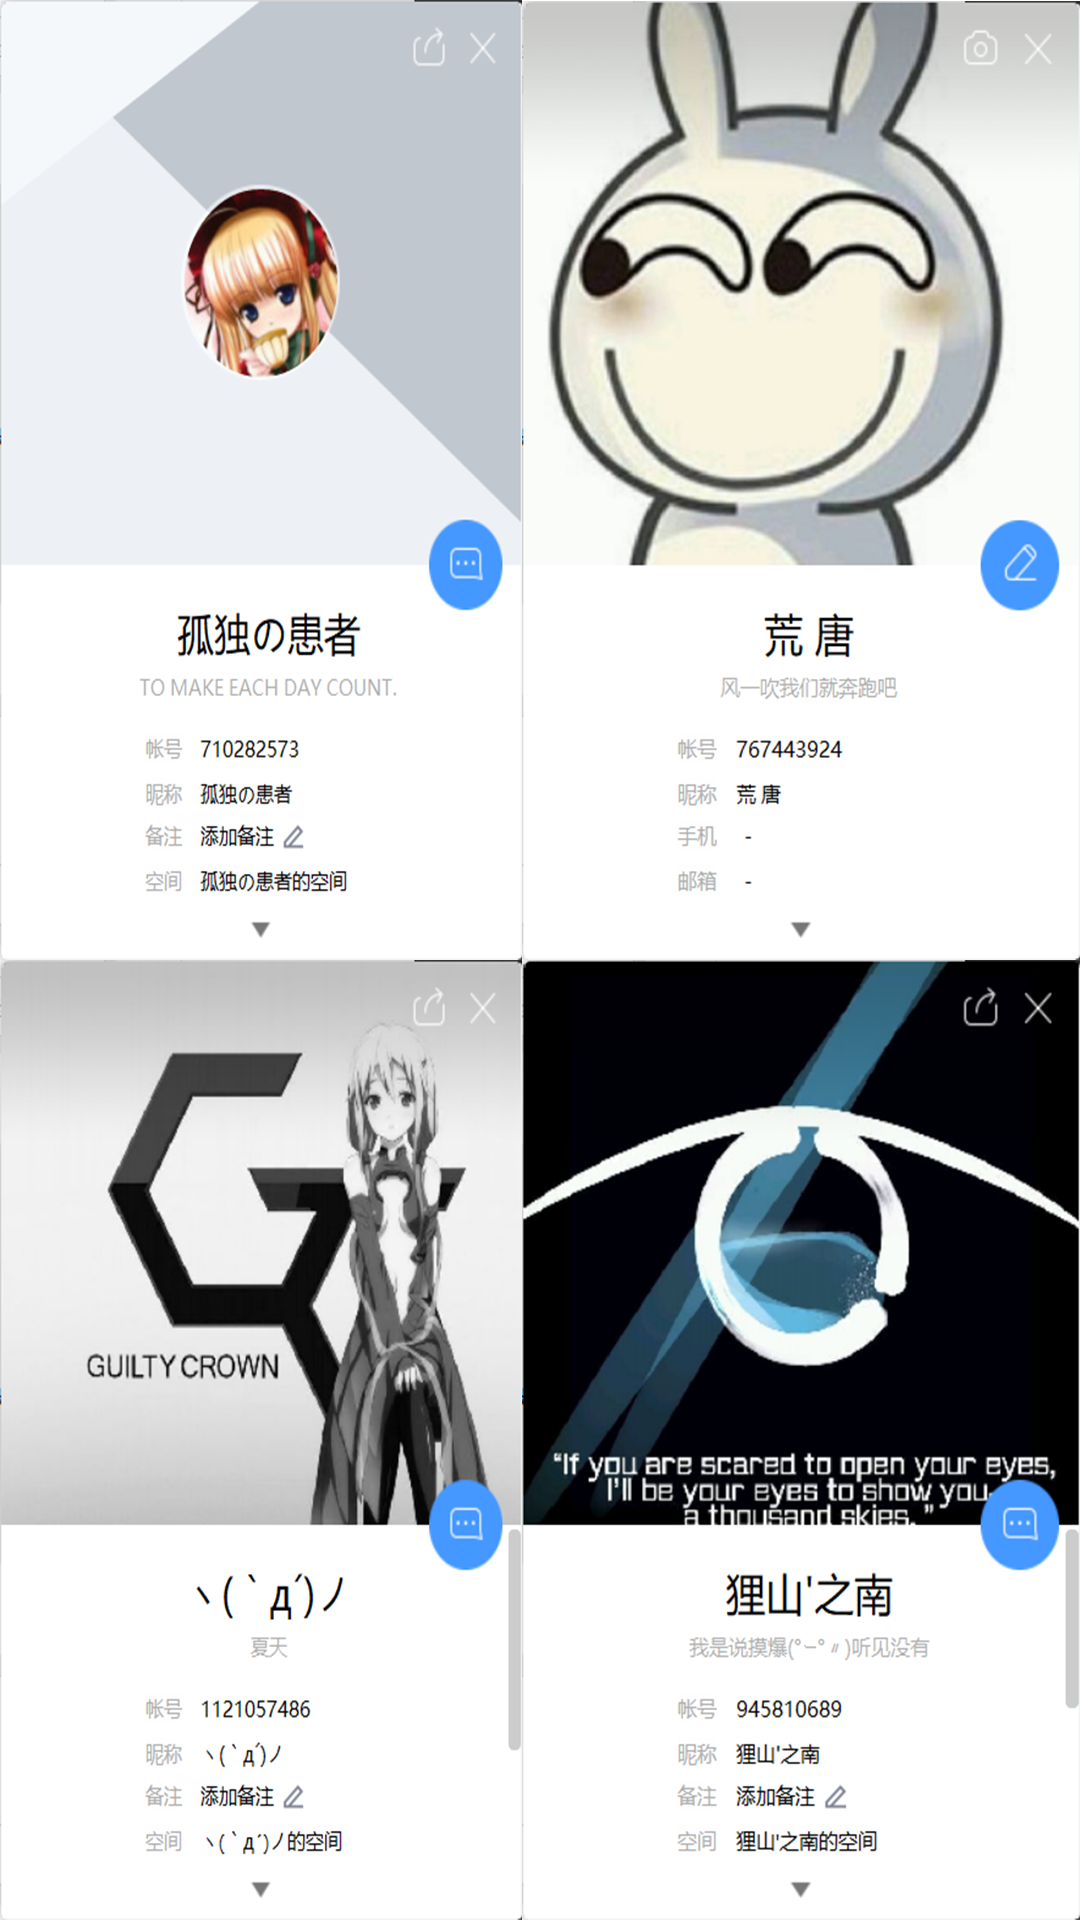 孤独の患者
TO MAKE EACH DAY COUNT.
帐号 710282573
昵称 孤独の患者
备注 添加备注
空间 孤独の患者的空间
荒 唐
风一吹我们就奔跑吧
帐号 767443924
昵称 荒 唐
手机 -
邮箱 -
GUILTY CROWN
ヽ(｀д´)ノ
夏天
帐号 1121057486
昵称 ヽ(｀д´)ノ
备注 添加备注
空间 ヽ(｀д´)ノ的空间
“If you are scared to open your eyes,
I'll be your eyes to show you
a thousand skies. ”
狸山'之南
我是说摸爆(°ｰ°〃)听见没有
帐号 945810689
昵称 狸山'之南
备注 添加备注
空间 狸山'之南的空间